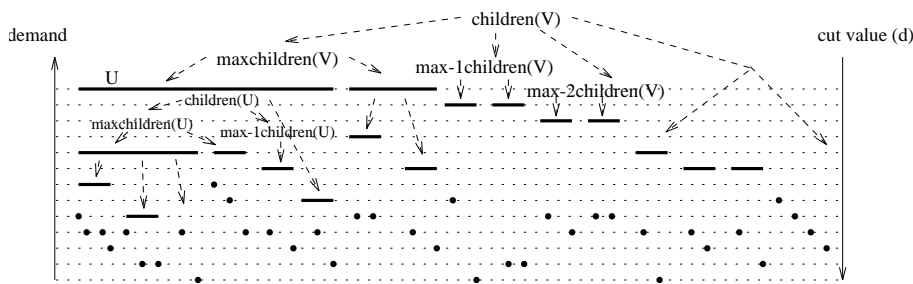 children(V)
demand
cut value (d)
maxchildren(V)
max-1children(V)
U
max-2children(V)
children(U)
maxchildren(U)
max-1children(U)